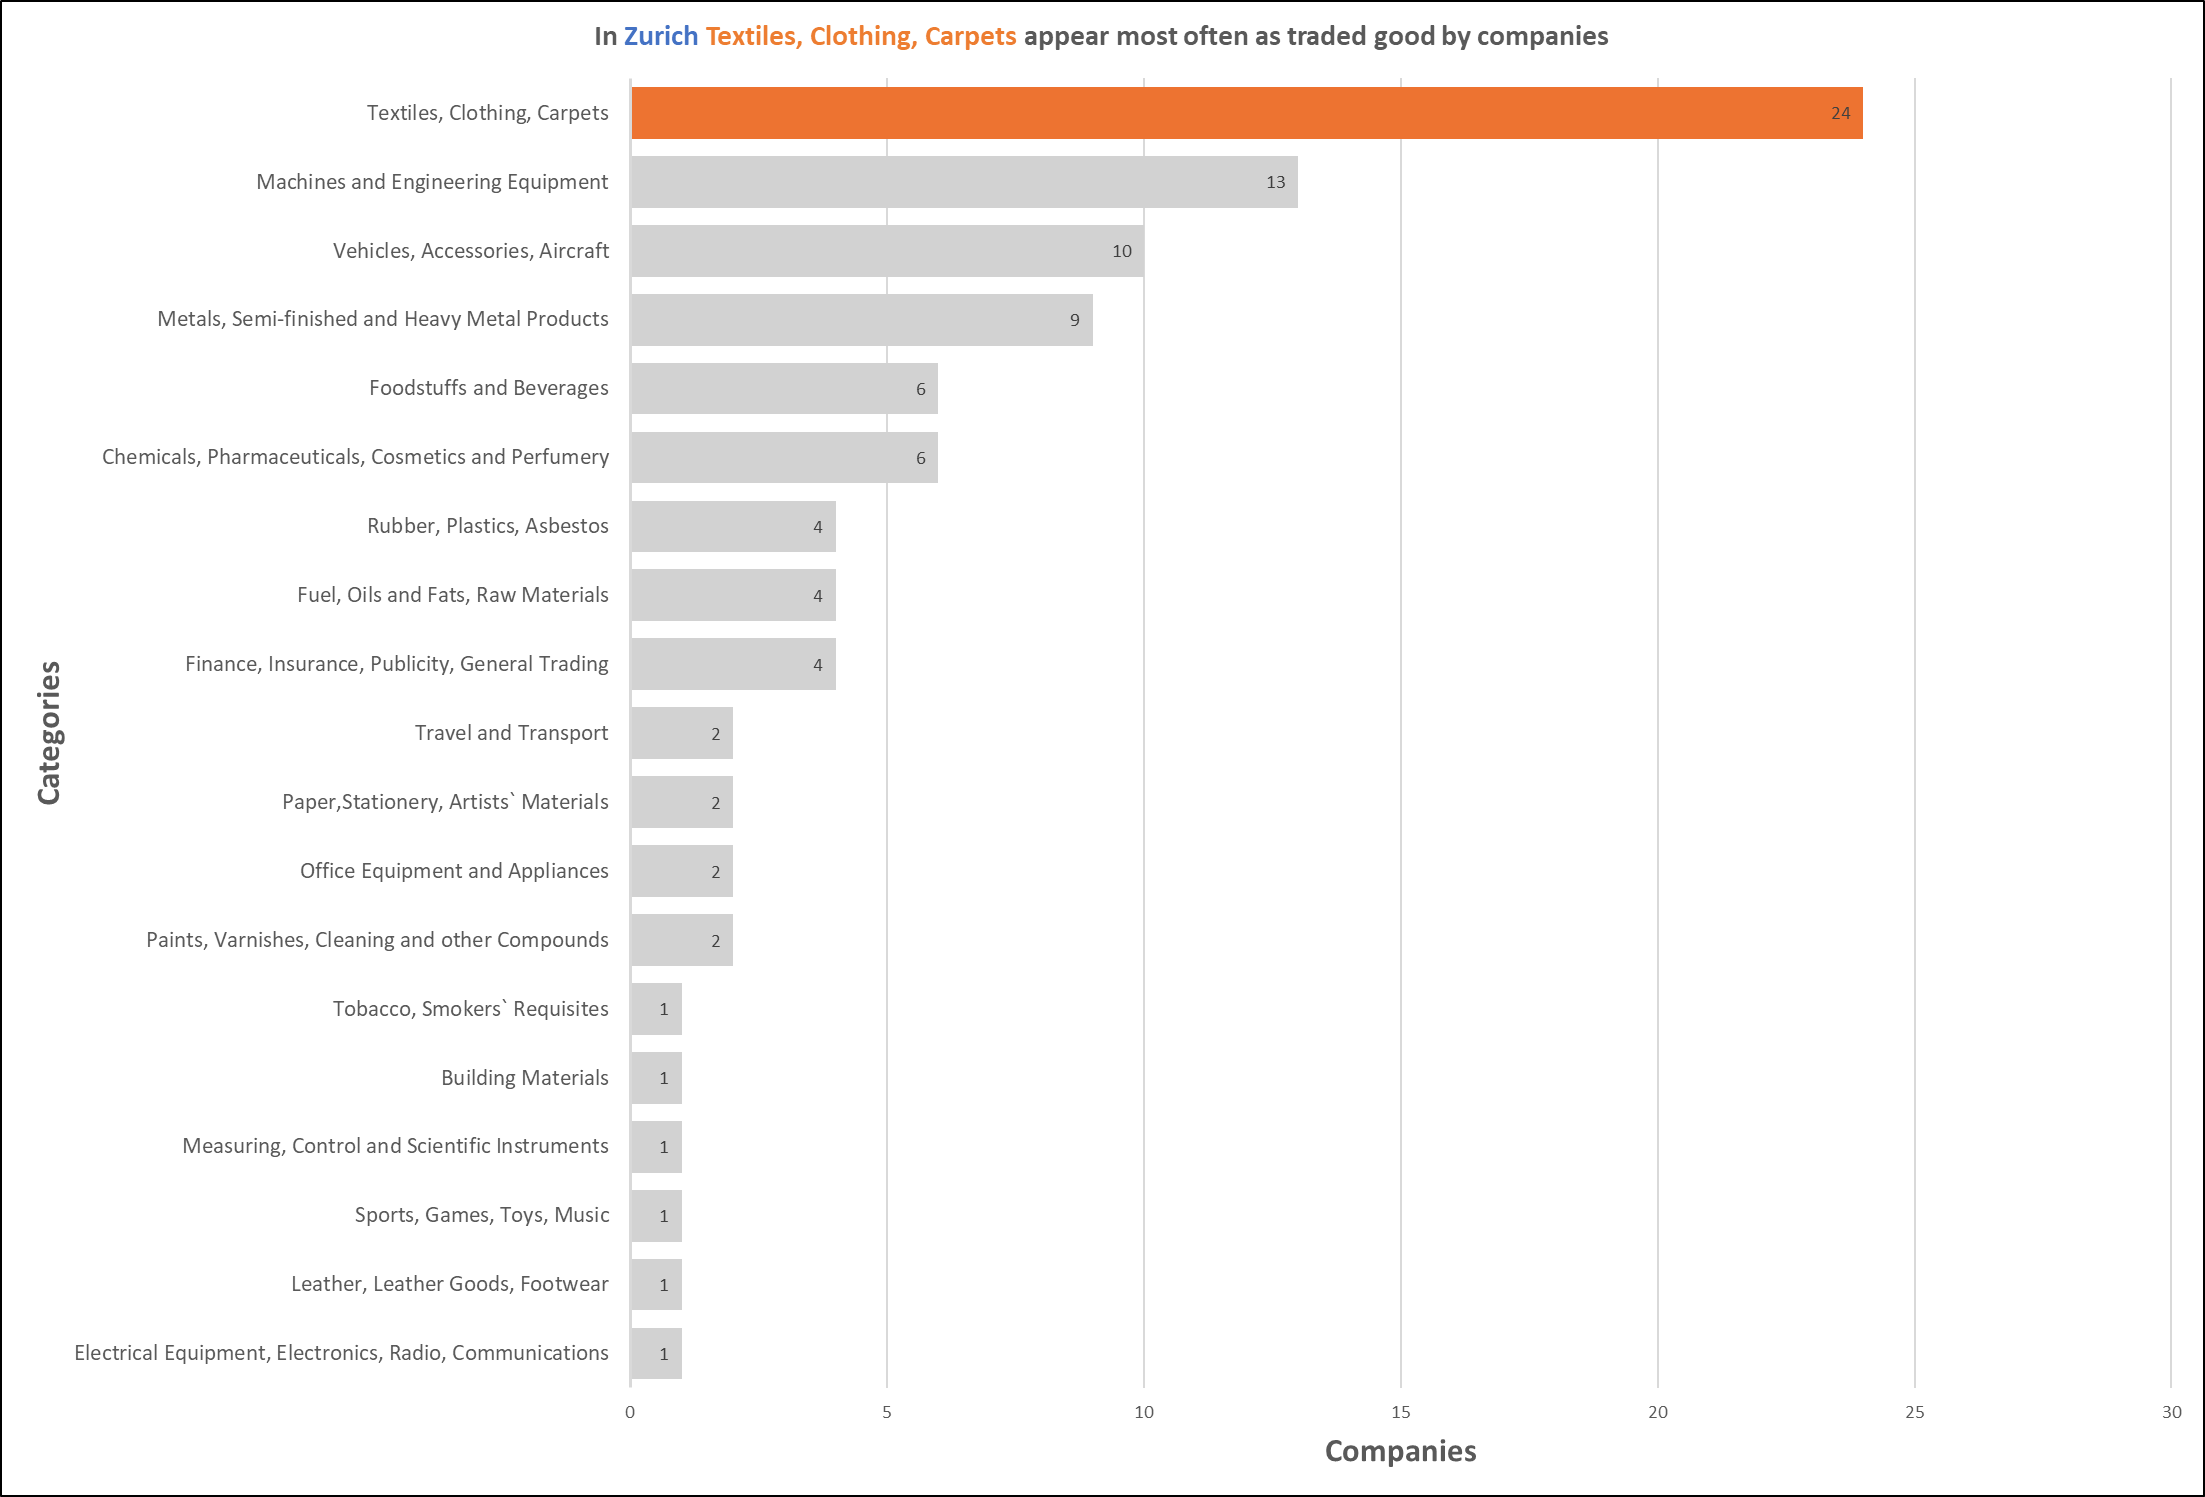 In Zurich Textiles, Clothing, Carpets appear most often as traded good by companies
Categories
Textiles, Clothing, Carpets 24
Machines and Engineering Equipment 13
Vehicles, Accessories, Aircraft 10
Metals, Semi-finished and Heavy Metal Products 9
Foodstuffs and Beverages 6
Chemicals, Pharmaceuticals, Cosmetics and Perfumery 6
Rubber, Plastics, Asbestos 4
Fuel, Oils and Fats, Raw Materials 4
Finance, Insurance, Publicity, General Trading 4
Travel and Transport 2
Paper,Stationery, Artists` Materials 2
Office Equipment and Appliances 2
Paints, Varnishes, Cleaning and other Compounds 2
Tobacco, Smokers` Requisites 1
Building Materials 1
Measuring, Control and Scientific Instruments 1
Sports, Games, Toys, Music 1
Leather, Leather Goods, Footwear 1
Electrical Equipment, Electronics, Radio, Communications 1
0 5 10 15 20 25 30
Companies